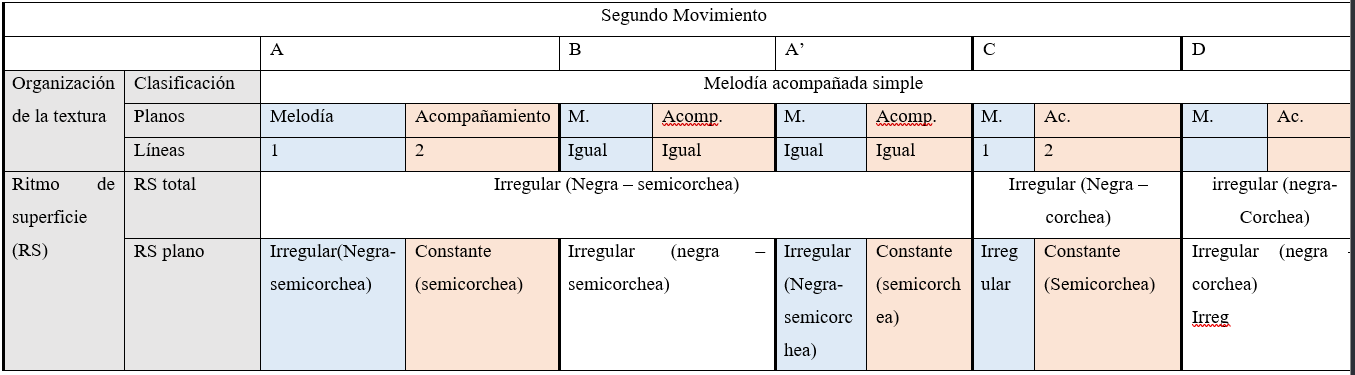 Segundo Movimiento
A B A’ C D
Organización de la textura Clasificación Melodía acompañada simple
Planos Melodía Acompañamiento M. Acomp. M. Acomp. M. Ac. M. Ac.
Líneas 1 2 Igual Igual Igual Igual 1 2
Ritmo de superficie (RS) RS total Irregular (Negra – semicorchea) Irregular (Negra – corchea) irregular (negra- Corchea)
RS plano Irregular(Negra- semicorchea) Constante (semicorchea) Irregular (negra – semicorchea) Irregular (Negra- semicorchea) Constante (semicorchea) Irregular Constante (Semicorchea) Irregular (negra - corchea) Irreg